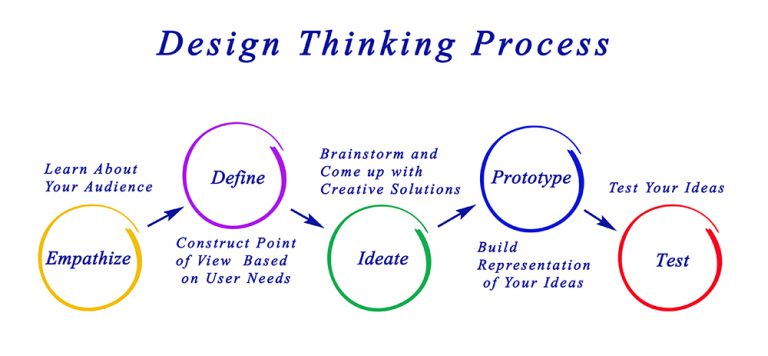 Design Thinking Process
Learn About
Your Audience
Empathize
Define
Construct Point
of View Based
on User Needs
Brainstorm and
Come up with
Creative Solutions
Ideate
Prototype
Build
Representation
of Your Ideas
Test Your Ideas
Test